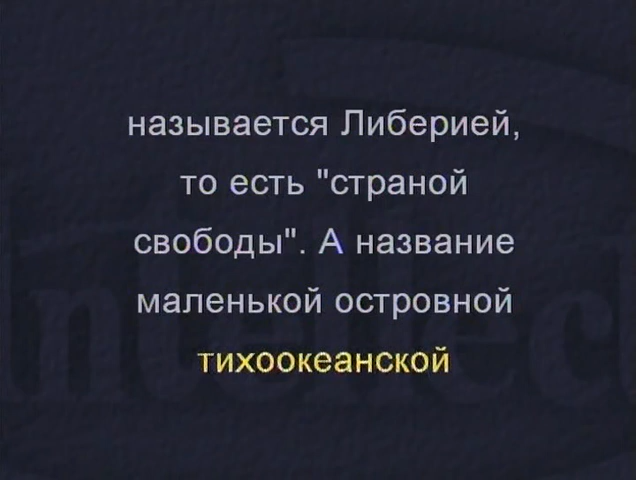 называется Либерией,
то есть "страной
свободы". А название
маленькой островной
тихоокеанской